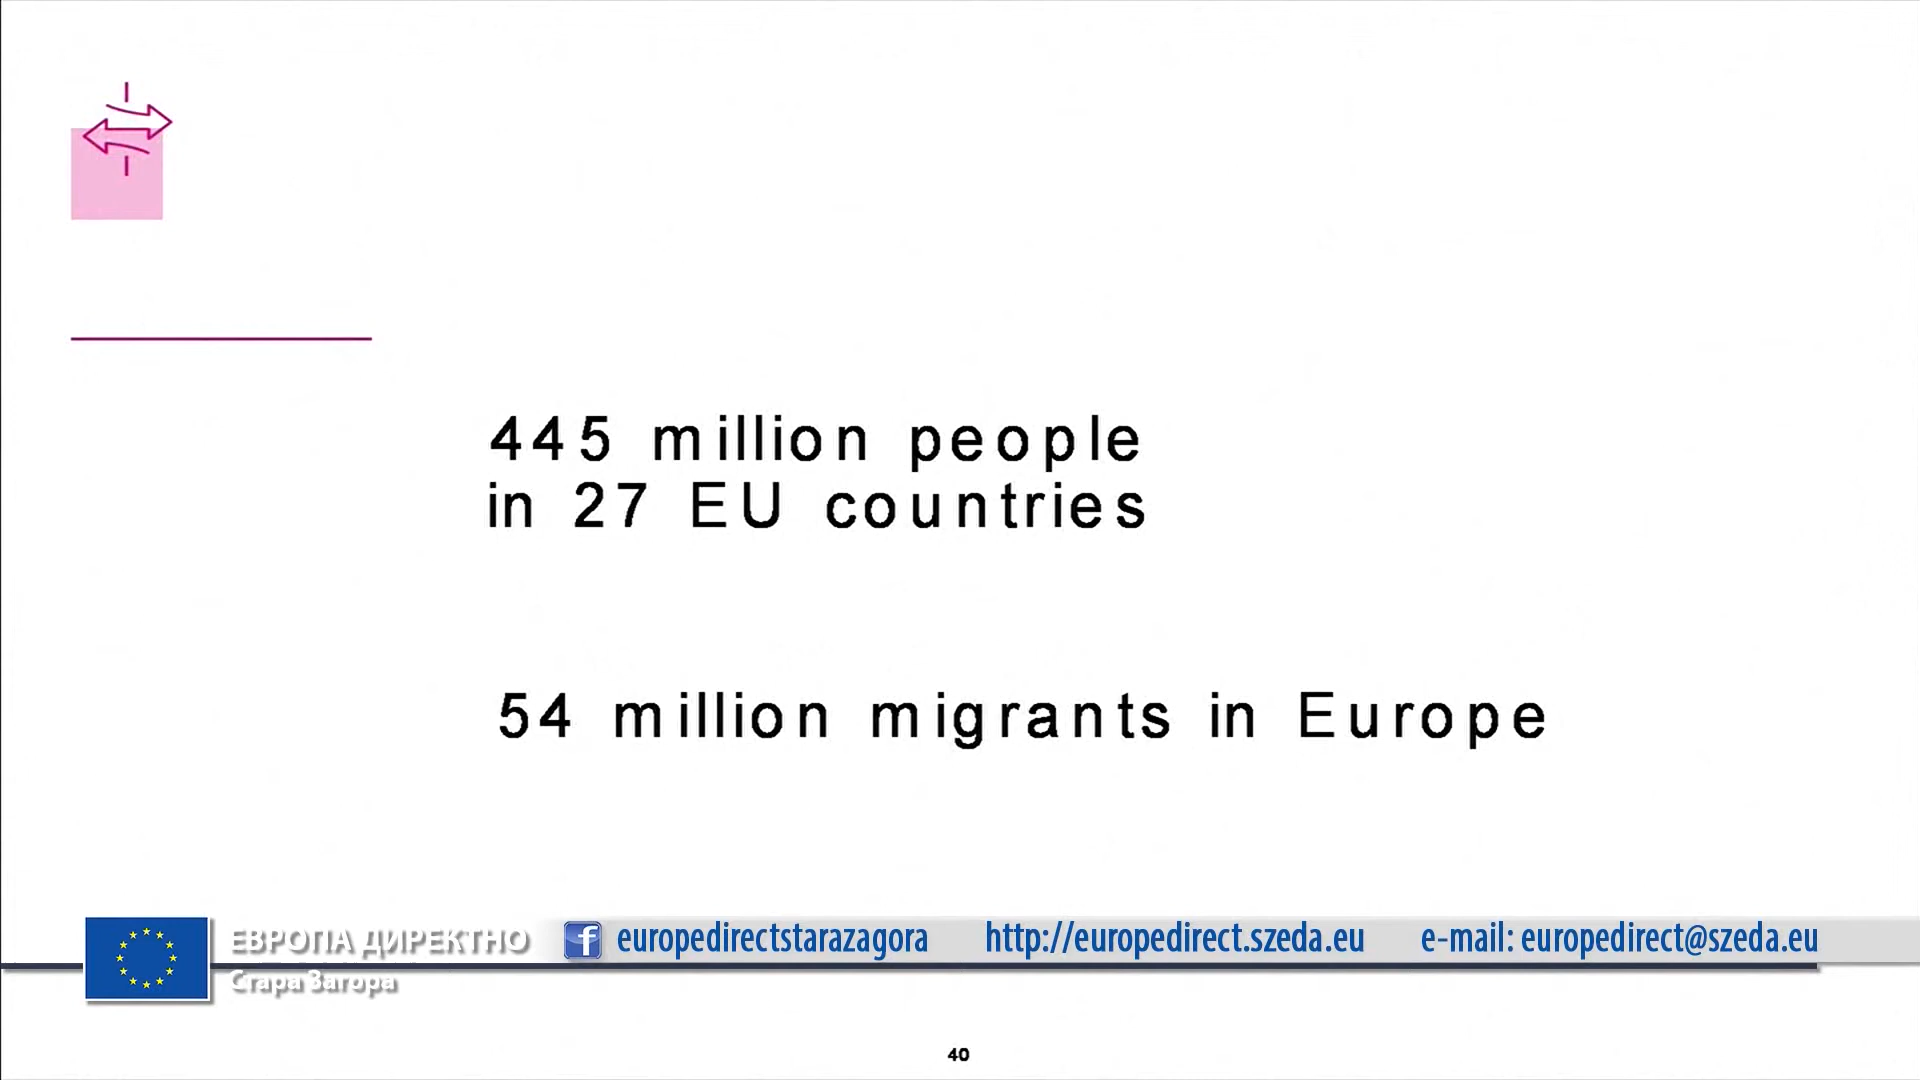 445 million people
in 27 EU countries
54 million migrants in Europe
ЕВРОПА ДИРЕКТНО
Стара Загора
f europedirectstarazagora http://europedirect.szeda.eu e-mail: europedirect@szeda.eu
40